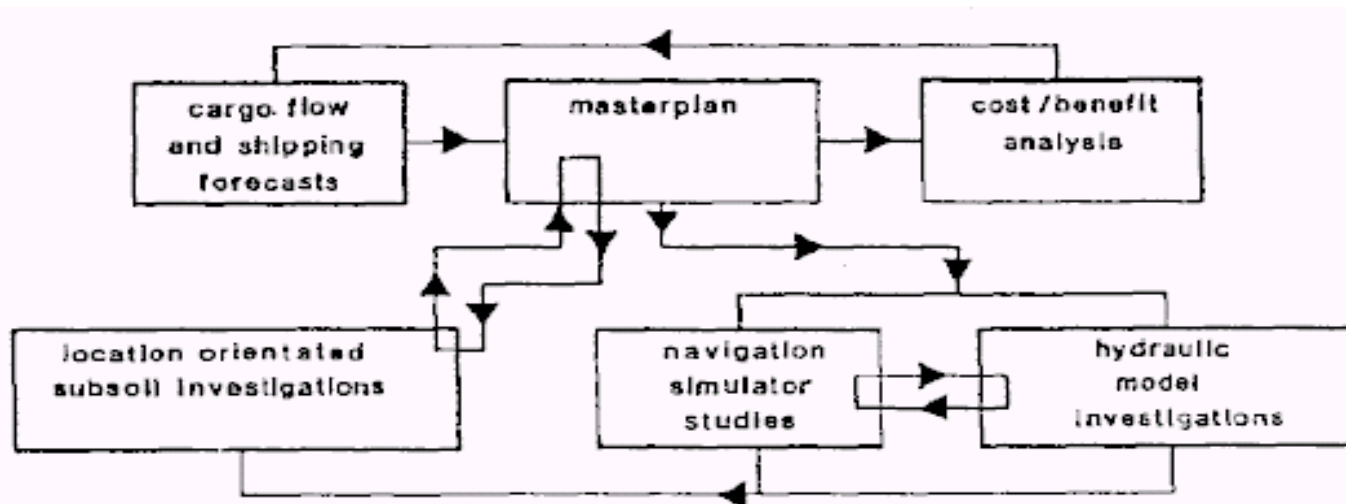 cargo flow
and shipping
forecasts
masterplan
cost/benefit
analysis
location orientated
subsoil investigations
navigation
simulator
studies
hydraulic
model
investigations